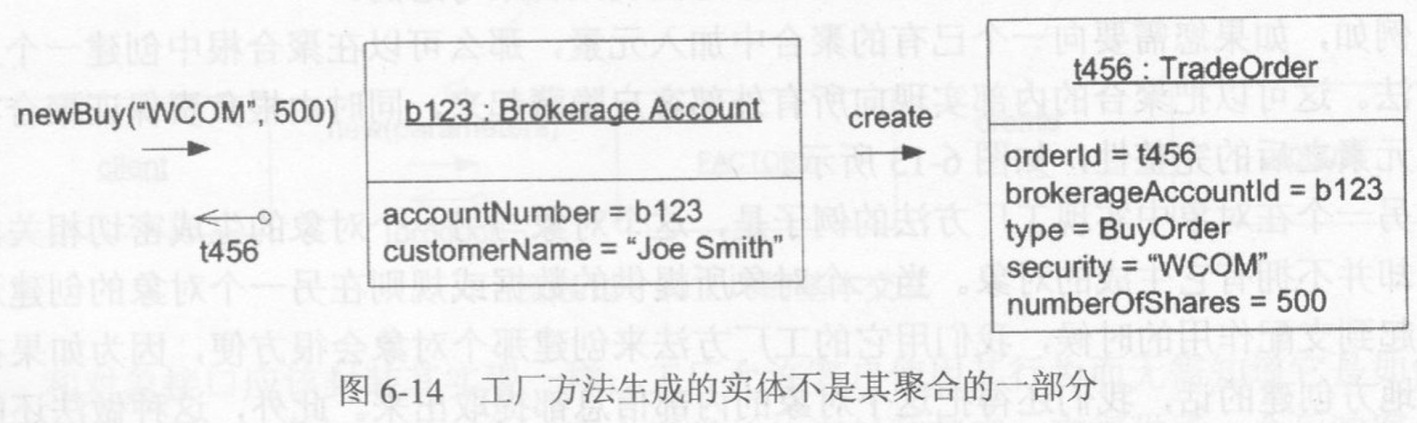 newBuy(“WCOM”, 500)
t456
b123 : Brokerage Account
accountNumber = b123
customerName = “Joe Smith”
create
t456 : TradeOrder
orderId = t456
brokerageAccountId = b123
type = BuyOrder
security = “WCOM”
numberOfShares = 500
图 6-14 工厂方法生成的实体不是其聚合的一部分